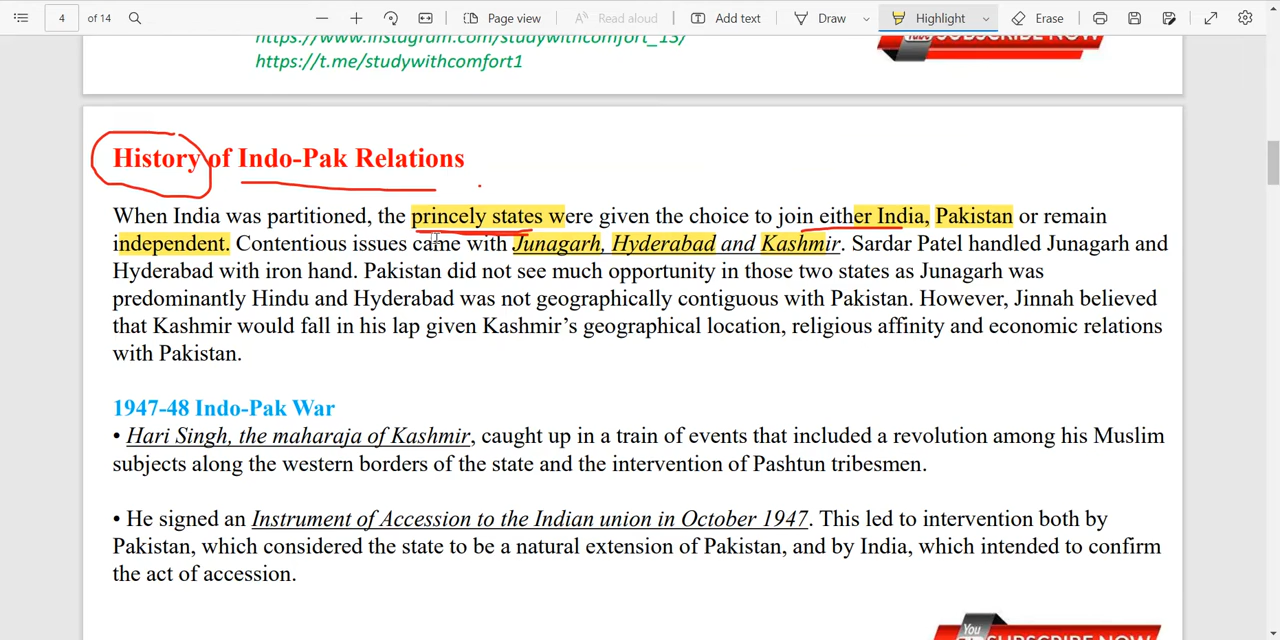 4 of 14 Page view Read aloud Add text Draw Highlight Erase
https://www.instagram.com/studywithcomfort_13/
https://t.me/studywithcomfort1
SUBSCRIBE NOW
History of Indo-Pak Relations
When India was partitioned, the princely states were given the choice to join either India, Pakistan or remain
independent. Contentious issues came with Junagarh, Hyderabad and Kashmir. Sardar Patel handled Junagarh and
Hyderabad with iron hand. Pakistan did not see much opportunity in those two states as Junagarh was
predominantly Hindu and Hyderabad was not geographically contiguous with Pakistan. However, Jinnah believed
that Kashmir would fall in his lap given Kashmir’s geographical location, religious affinity and economic relations
with Pakistan.
1947-48 Indo-Pak War
• Hari Singh, the maharaja of Kashmir, caught up in a train of events that included a revolution among his Muslim
subjects along the western borders of the state and the intervention of Pashtun tribesmen.
• He signed an Instrument of Accession to the Indian union in October 1947. This led to intervention both by
Pakistan, which considered the state to be a natural extension of Pakistan, and by India, which intended to confirm
the act of accession.
You
SUBSCRIBE NOW